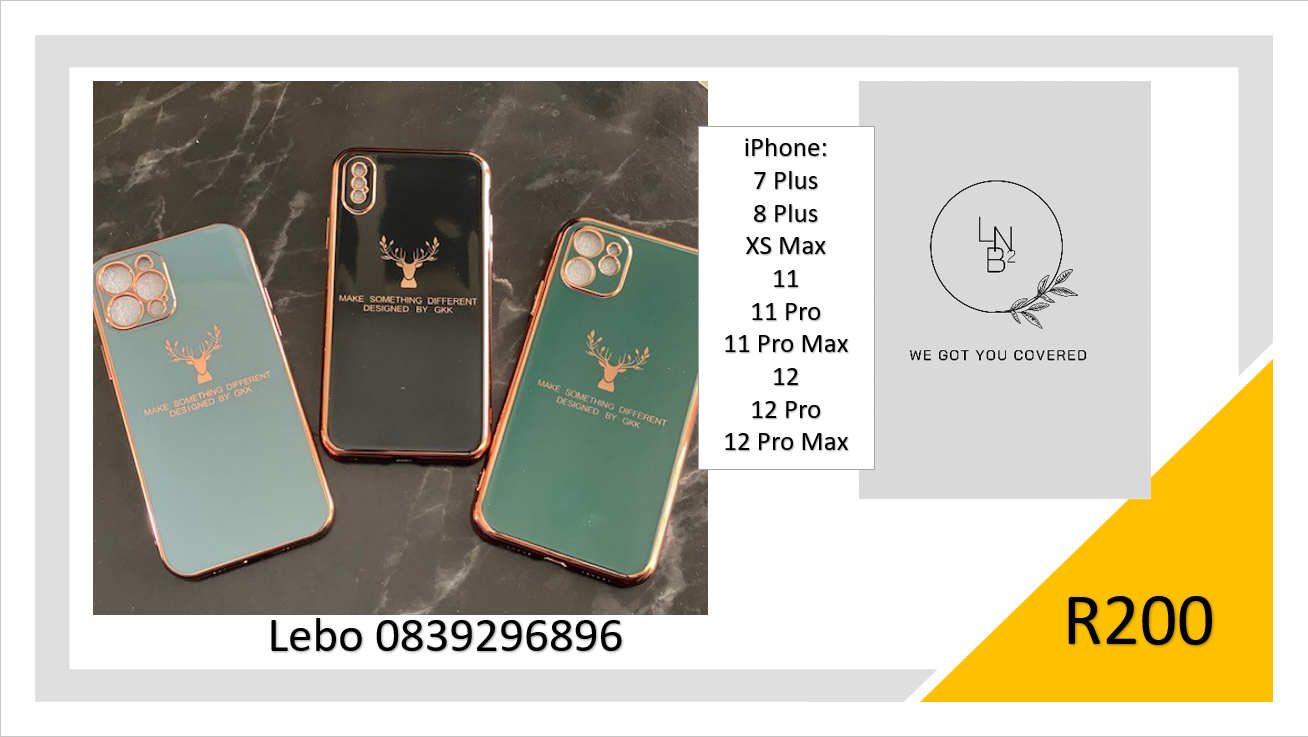 MAKE SOMETHING DIFFERENT
DESIGNED BY GKK
MAKE SOMETHING DIFFERENT
DESIGNED BY GKK
MAKE SOMETHING DIFFERENT
DESIGNED BY GKK
iPhone:
7 Plus
8 Plus
XS Max
11
11 Pro
11 Pro Max
12
12 Pro
12 Pro Max
LN
B2
WE GOT YOU COVERED
Lebo 0839296896
R200